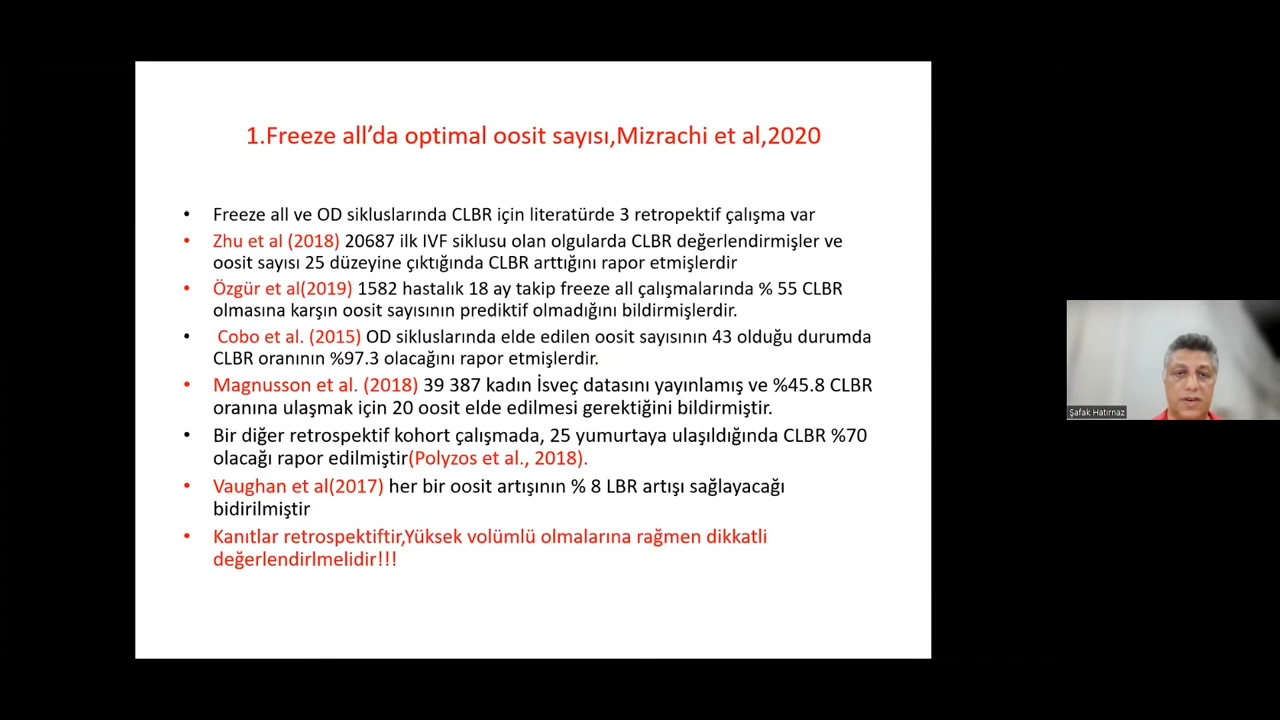 1.Freeze all’da optimal oosit sayısı,Mizrachi et al,2020
• Freeze all ve OD sikluslarında CLBR için literatürde 3 retropektif çalışma var
• Zhu et al (2018) 20687 ilk IVF siklusu olan olgularda CLBR değerlendirmişler ve
oosit sayısı 25 düzeyine çıktığında CLBR arttığını rapor etmişlerdir
• Özgür et al(2019) 1582 hastalık 18 ay takip freeze all çalışmalarında % 55 CLBR
olmasına karşın oosit sayısının prediktif olmadığını bildirmişlerdir.
• Cobo et al. (2015) OD sikluslarında elde edilen oosit sayısının 43 olduğu durumda
CLBR oranının %97.3 olacağını rapor etmişlerdir.
• Magnusson et al. (2018) 39 387 kadın İsveç datasını yayınlamış ve %45.8 CLBR
oranına ulaşmak için 20 oosit elde edilmesi gerektiğini bildirmiştir.
• Bir diğer retrospektif kohort çalışmada, 25 yumurtaya ulaşıldığında CLBR %70
olacağı rapor edilmiştir(Polyzos et al., 2018).
• Vaughan et al(2017) her bir oosit artışının % 8 LBR artışı sağlayacağı
bidirilmiştir
• Kanıtlar retrospektiftir,Yüksek volümlü olmalarına rağmen dikkatli
değerlendirlmelidir!!!
Şafak Hatırnaz